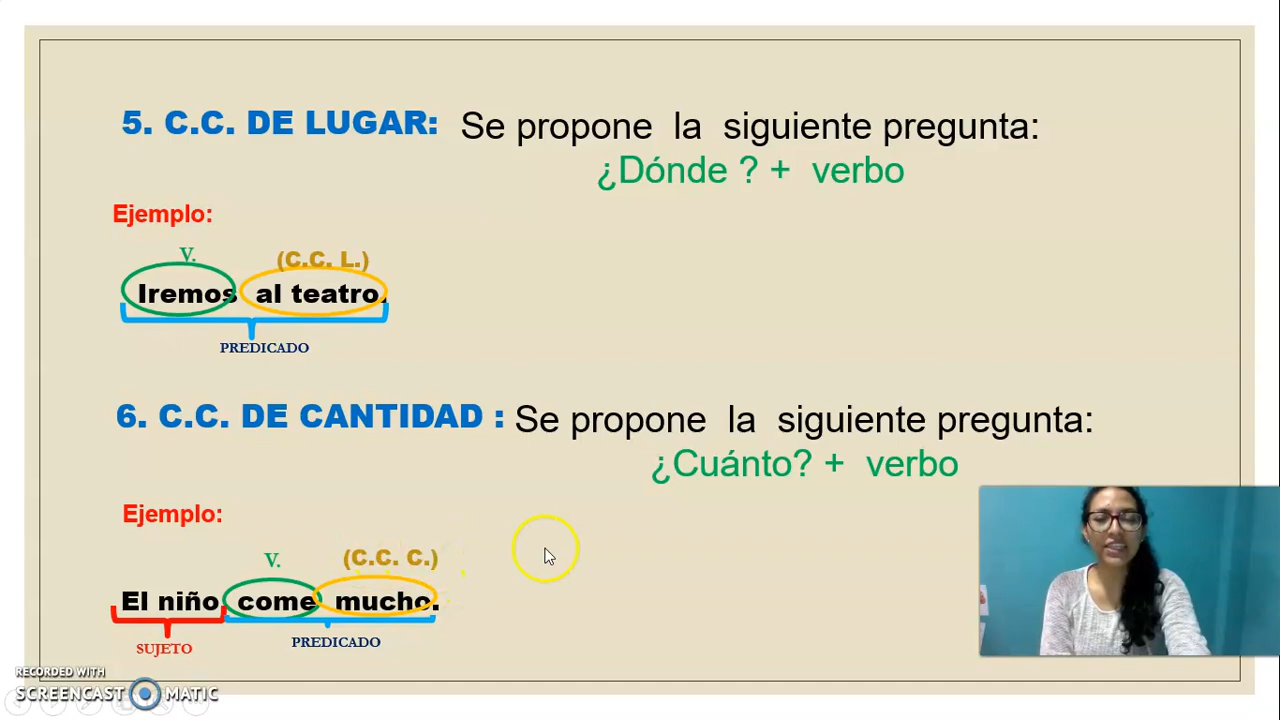 5. C.C. DE LUGAR: Se propone la siguiente pregunta:
¿Dónde ? + verbo
Ejemplo:
V. (C.C. L.)
Iremos al teatro.
PREDICADO
6. C.C. DE CANTIDAD : Se propone la siguiente pregunta:
¿Cuánto? + verbo
Ejemplo:
V. (C.C. C.)
El niño come mucho.
SUJETO PREDICADO
RECORDED WITH
SCREENCAST MATIC